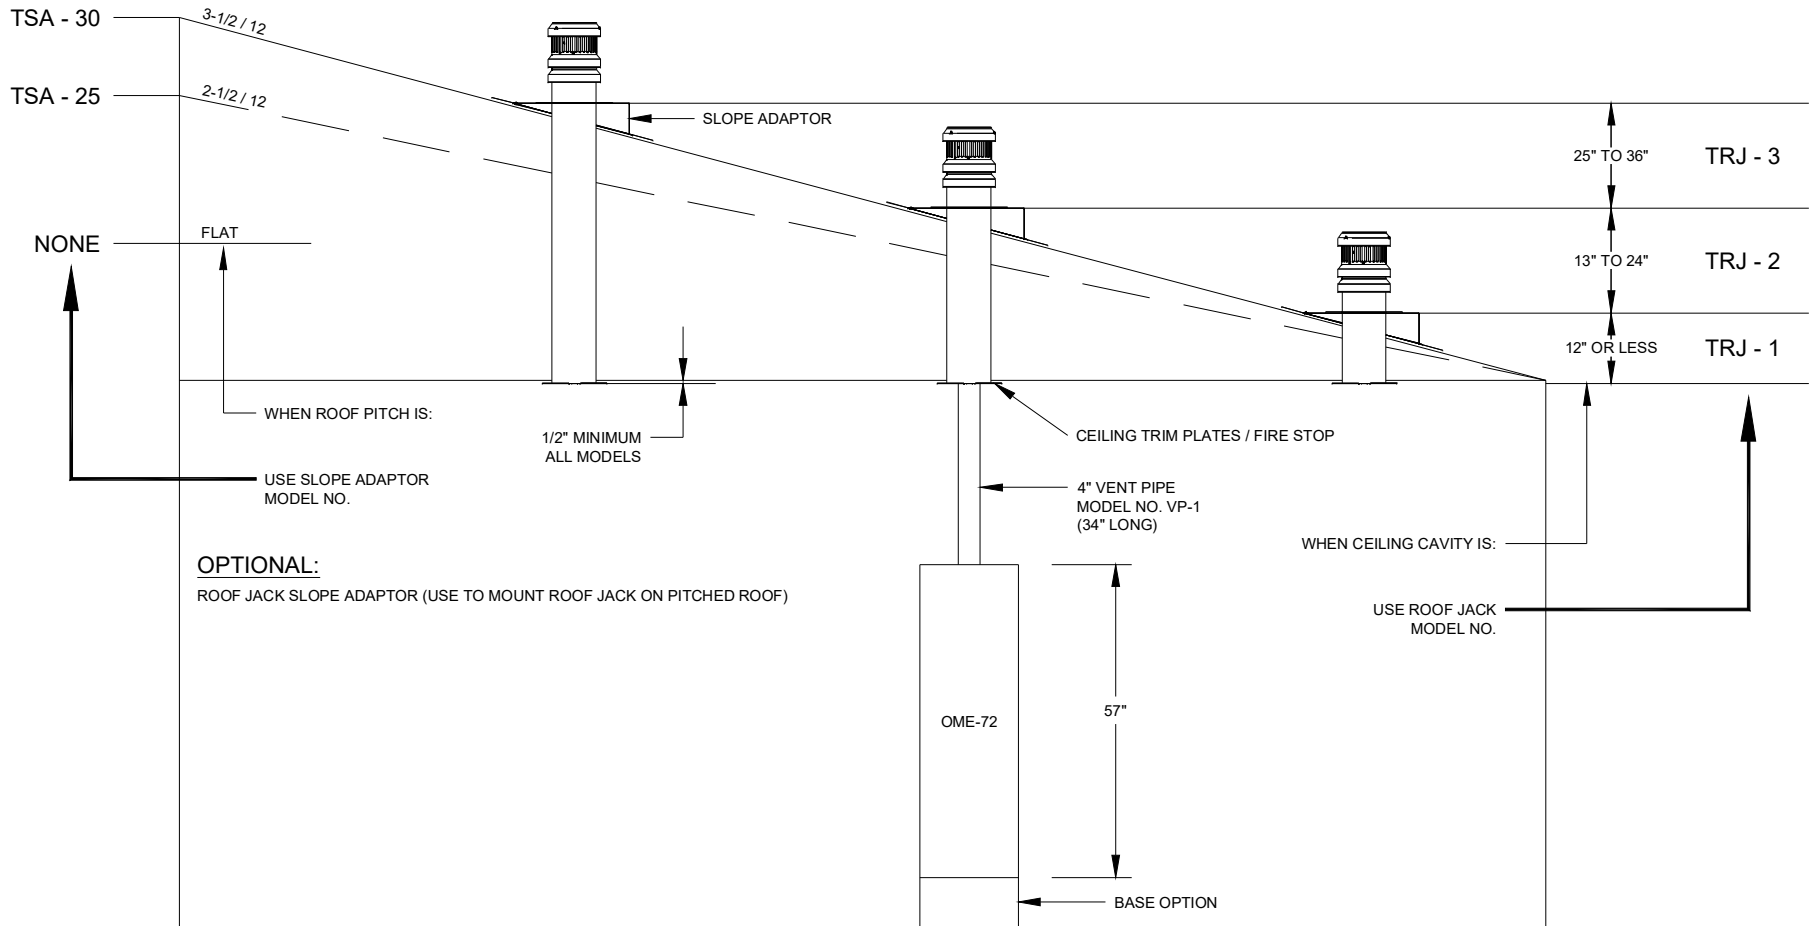 TSA - 30
3-1/2 / 12
TSA - 25
2-1/2 / 12
SLOPE ADAPTOR
25" TO 36"
TRJ - 3
NONE
FLAT
13" TO 24"
TRJ - 2
12" OR LESS
TRJ - 1
WHEN ROOF PITCH IS:
1/2" MINIMUM
ALL MODELS
CEILING TRIM PLATES / FIRE STOP
USE SLOPE ADAPTOR
MODEL NO.
4" VENT PIPE
MODEL NO. VP-1
(34" LONG)
WHEN CEILING CAVITY IS:
OPTIONAL:
ROOF JACK SLOPE ADAPTOR (USE TO MOUNT ROOF JACK ON PITCHED ROOF)
USE ROOF JACK
MODEL NO.
OME-72
57"
BASE OPTION